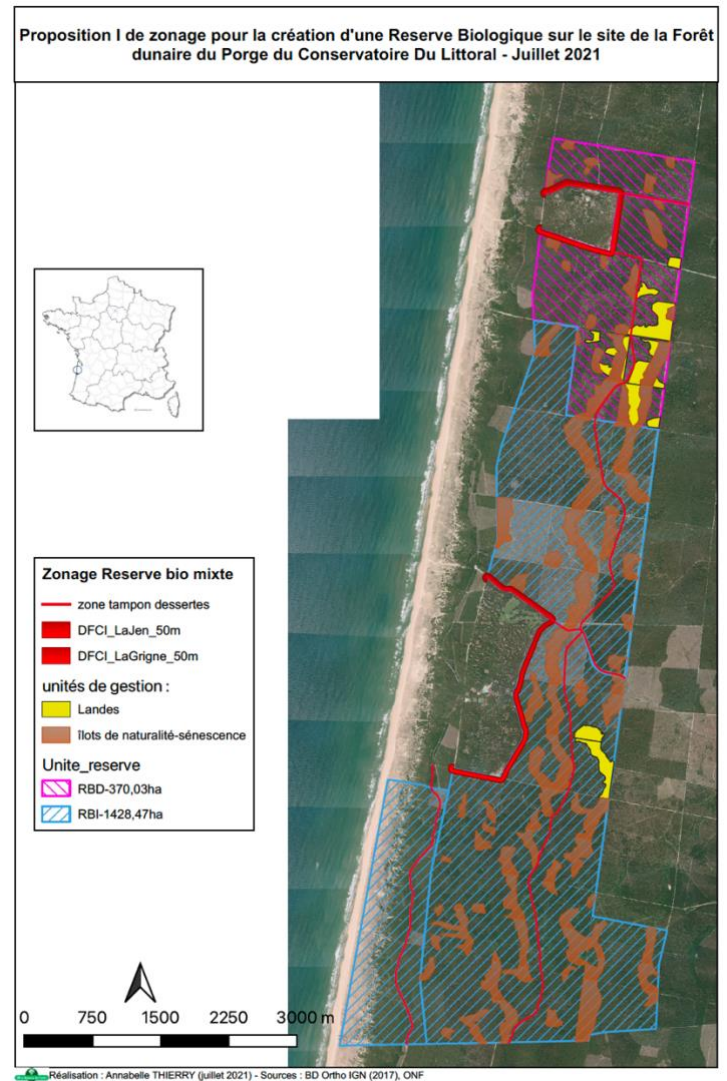 Proposition I de zonage pour la création d'une Reserve Biologique sur le site de la Forêt
dunaire du Porge du Conservatoire Du Littoral - Juillet 2021
Zonage Reserve bio mixte
zone tampon dessertes
DFCI_LaJen_50m
DFCI_LaGrigne_50m
unités de gestion :
Landes
îlots de naturalité-sénescence
Unite_reserve
RBD-370,03ha
RBI-1428,47ha
0 750 1500 2250 3000 m
Réalisation : Annabelle THIERRY (juillet 2021) - Sources : BD Ortho IGN (2017), ONF